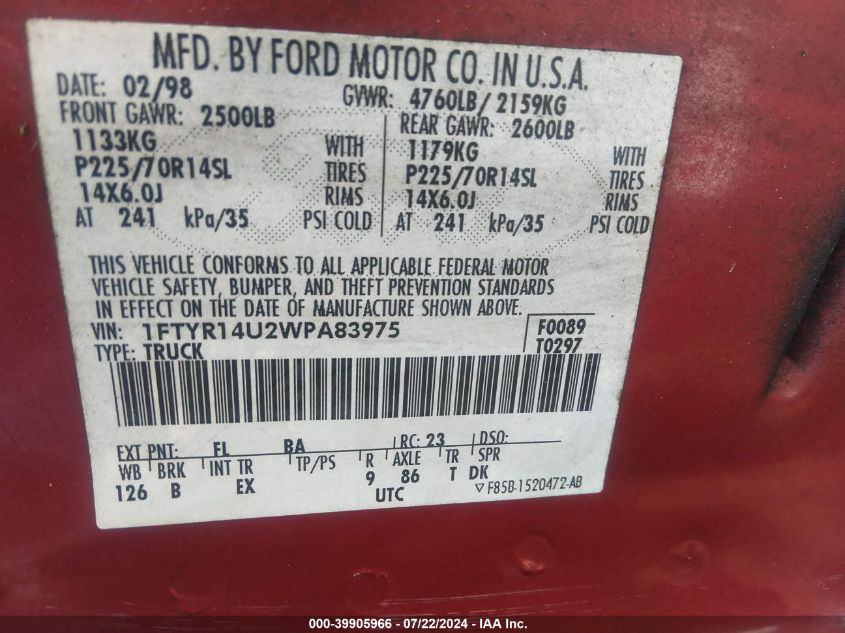 MFD. BY FORD MOTOR CO. IN U.S.A.
DATE: 02/98 GVWR: 4760LB/ 2159KG
FRONT GAWR: 2500LB REAR GAWR: 2600LB
1133KG WITH 1179KG WITH
P225/70R14SL TIRES P225/70R14SL TIRES
14X6.0J RIMS 14X6.0J RIMS
AT 241 kPa/35 PSI COLD AT 241 kPa/35 PSI COLD
THIS VEHICLE CONFORMS TO ALL APPLICABLE FEDERAL MOTOR
VEHICLE SAFETY, BUMPER, AND THEFT PREVENTION STANDARDS
IN EFFECT ON THE DATE OF MANUFACTURE SHOWN ABOVE.
VIN: 1FTYR14U2WPA83975 F0089
TYPE: TRUCK T0297
EXT PNT: EL BA RC: 23 DSO:
WB BRK INT TR TP/PS R AXLE TR SPR
126 B EX 9 86 T DK
UTC ▽ F85B-1520472-AB
000-39905966 - 07/22/2024 - IAA Inc.